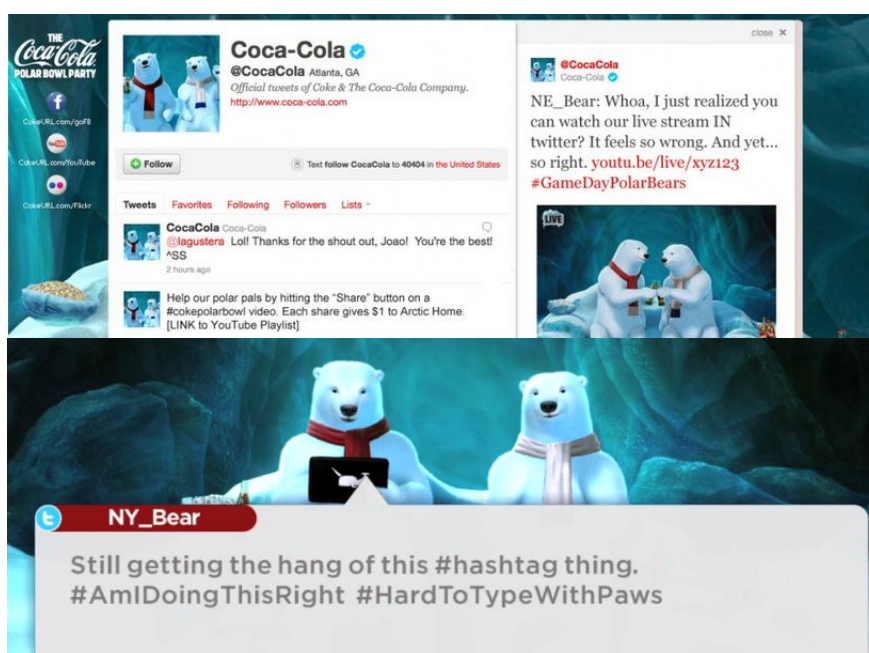 THE
Coca-Cola
POLAR BOWL PARTY
CokeURL.com/goFB
YouTube
CokeURL.com/YouTube
CokeURL.com/Flickr
Coca-Cola
@CocaCola Atlanta, GA
Official tweets of Coke & The Coca-Cola Company.
http://www.coca-cola.com
Follow
Text follow CocaCola to 40404 in the United States
Tweets Favorites Following Followers Lists
CocaCola Coca-Cola
@lagustera Lol! Thanks for the shout out, Joao! You're the best!
^SS
2 hours ago
Help our polar pals by hitting the “Share” button on a
#cokepolarbowl video. Each share gives $1 to Arctic Home.
[LINK to YouTube Playlist]
close X
@CocaCola
Coca-Cola
NE_Bear: Whoa, I just realized you
can watch our live stream IN
twitter? It feels so wrong. And yet...
so right. youtu.be/live/xyz123
#GameDayPolarBears
LIVE
NY_Bear
Still getting the hang of this #hashtag thing.
#AmIDoingThisRight #HardToTypeWithPaws